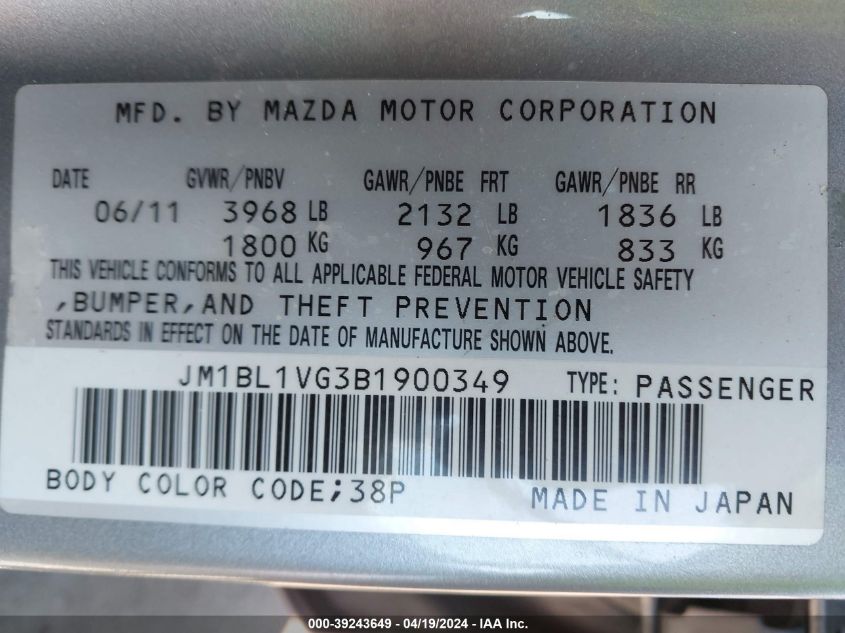 MFD. BY MAZDA MOTOR CORPORATION
DATE GVWR/PNBV GAWR/PNBE FRT GAWR/PNBE RR
06/11 3968 LB 2132 LB 1836 LB
1800 KG 967 KG 833 KG
THIS VEHICLE CONFORMS TO ALL APPLICABLE FEDERAL MOTOR VEHICLE SAFETY
,BUMPER,AND THEFT PREVENTION
STANDARDS IN EFFECT ON THE DATE OF MANUFACTURE SHOWN ABOVE.
JM1BL1VG3B1900349 TYPE: PASSENGER
BODY COLOR CODE;38P MADE IN JAPAN
000-39243649 - 04/19/2024 - IAA Inc.